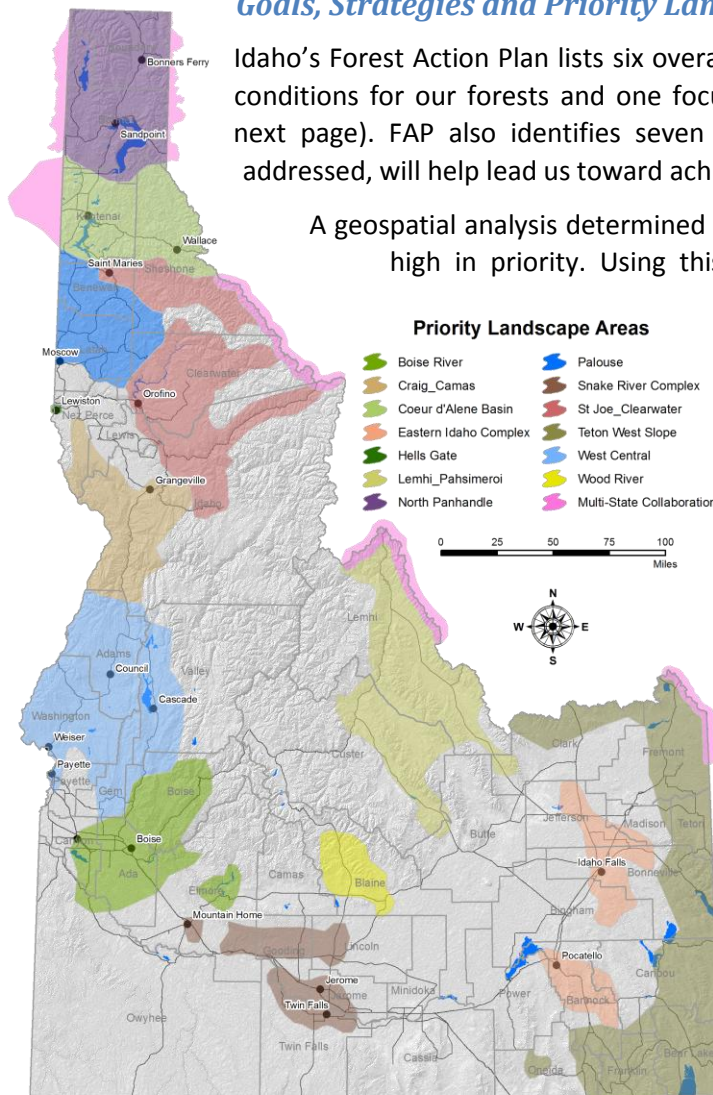 Goals, Strategies and Priority Lan
Idaho's Forest Action Plan lists six overa
conditions for our forests and one focu
next page). FAP also identifies seven
addressed, will help lead us toward ach
A geospatial analysis determined
high in priority. Using this
Priority Landscape Areas
Boise River
Craig_Camas
Coeur d'Alene Basin
Eastern Idaho Complex
Hells Gate
Lemhi_Pahsimeroi
North Panhandle
Palouse
Snake River Complex
St Joe_Clearwater
Teton West Slope
West Central
Wood River
Multi-State Collaboration
0 25 50 75 100
Miles
N
W E
S
Bonners Ferry
Sandpoint
Kootenai
Wallace
Shoshone
Saint Maries
Benewah
Moscow
Latah
Clearwater
Orofino
Lewiston
Nez Perce
Lewis
Grangeville
Idaho
Lemhi
Adams
Council
Valley
Cascade
Washington
Weiser
Payette
Payette
Gem
Boise
Custer
Clark
Fremont
Butte
Jefferson
Madison
Teton
Canyon
Boise
Ada
Elmore
Camas
Blaine
Idaho Falls
Bonneville
Bingham
Mountain Home
Gooding
Lincoln
Pocatello
Caribou
Power
Bannock
Jerome
Jerome
Minidoka
Twin Falls
Owyhee
Twin Falls
Cassia
Oneida
Franklin
Bear Lake